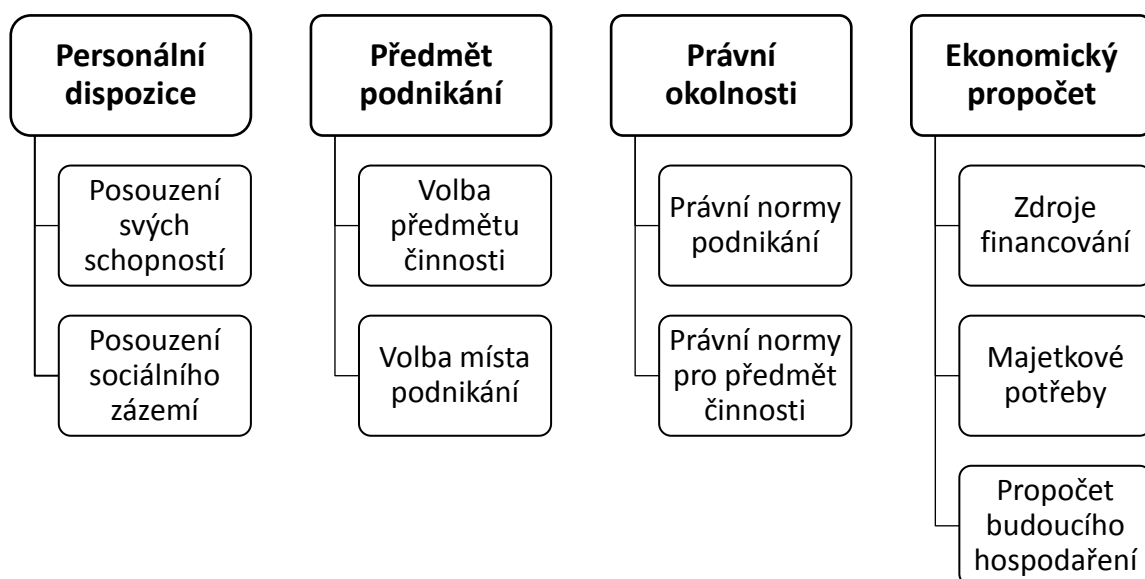 Personální
dispozice
Posouzení
svých
schopností
Posouzení
sociálního
zázemí
Předmět
podnikání
Volba
předmětu
činnosti
Volba místa
podnikání
Právní
okolnosti
Právní normy
podnikání
Právní normy
pro předmět
činnosti
Ekonomický
propočet
Zdroje
financování
Majetkové
potřeby
Propočet
budoucího
hospodaření